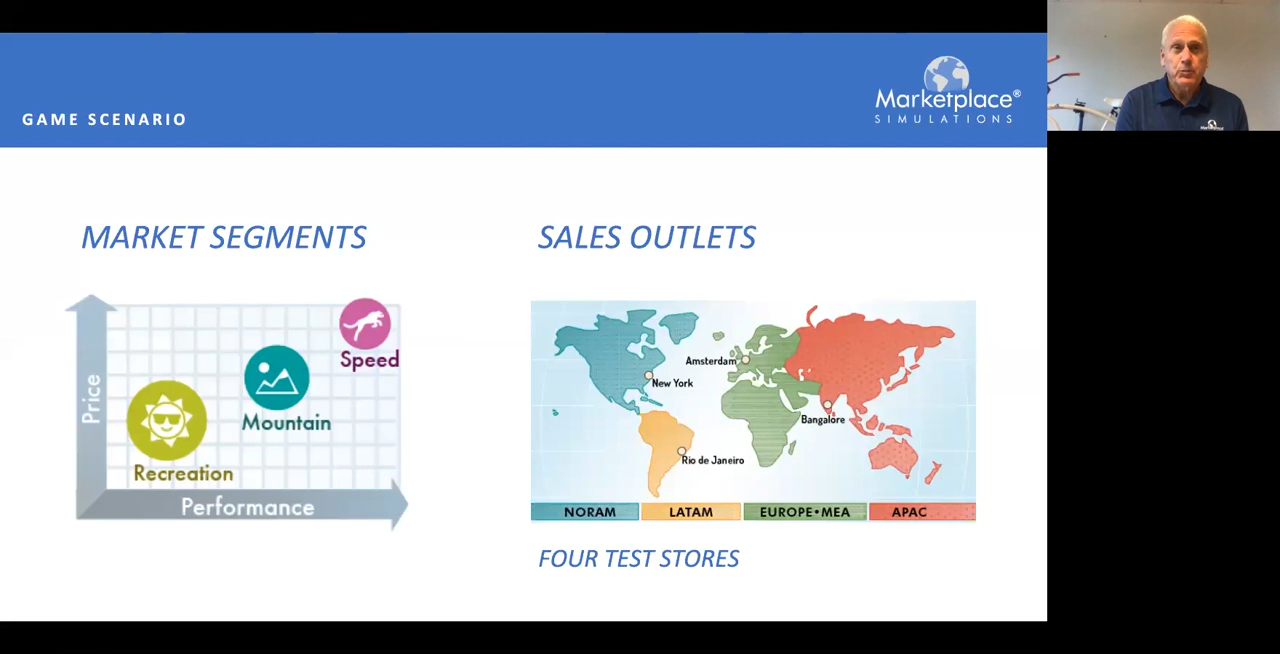 GAME SCENARIO
Marketplace®
SIMULATIONS
MARKET SEGMENTS
SALES OUTLETS
Price
Speed
Mountain
Recreation
Performance
Amsterdam
New York
Bangalore
Rio de Janeiro
NORAM
LATAM
EUROPE•MEA
APAC
FOUR TEST STORES